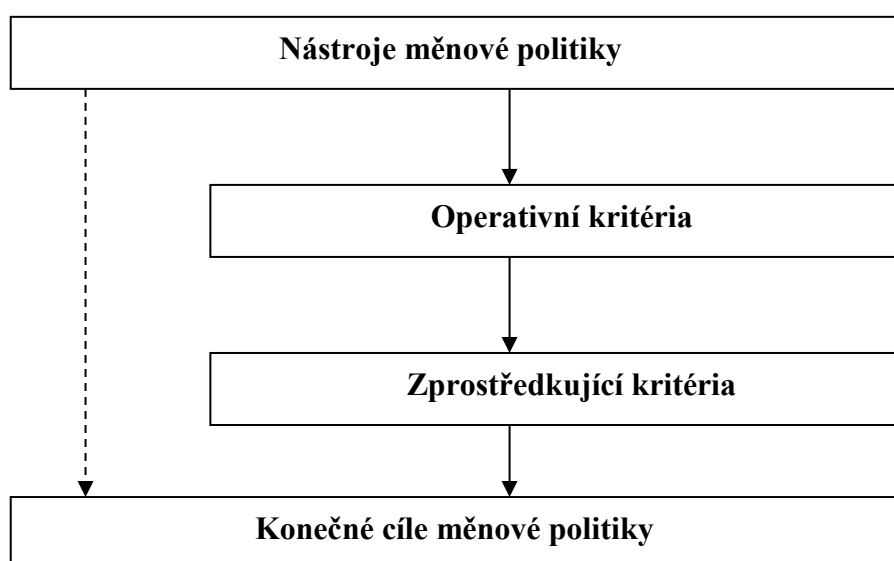 Nástroje měnové politiky
Operativní kritéria
Zprostředkující kritéria
Konečné cíle měnové politiky